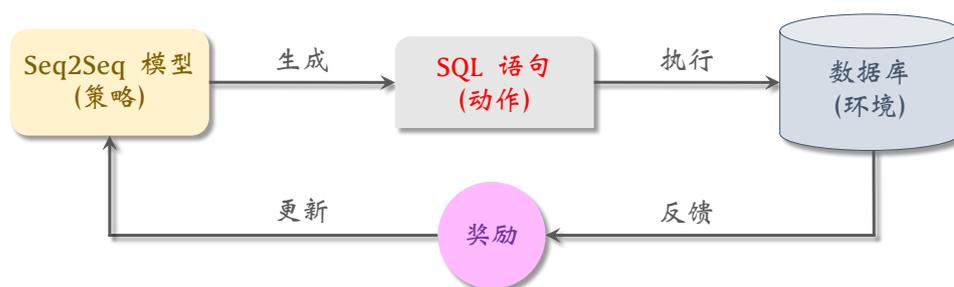 Seq2Seq 模型
(策略)
生成
SQL 语句
(动作)
执行
数据库
(环境)
更新
奖励
反馈